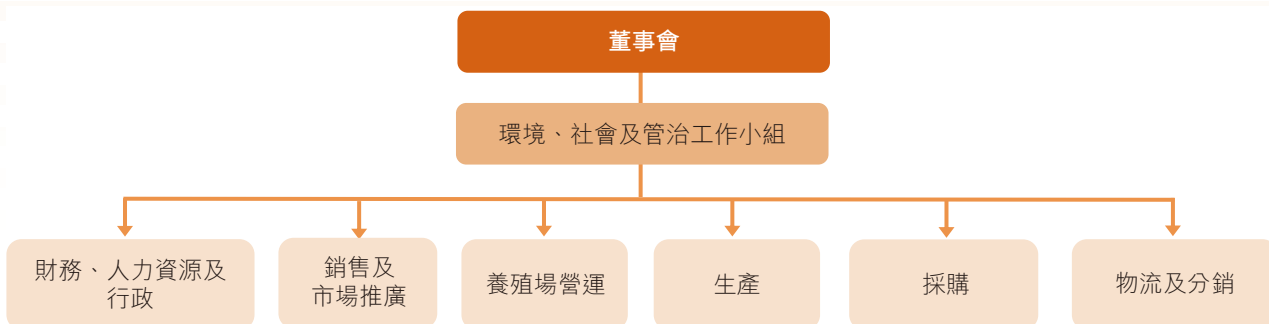 董事會
環境、社會及管治工作小組
財務、人力資源及
行政
銷售及
市場推廣
養殖場營運
生產
採購
物流及分銷